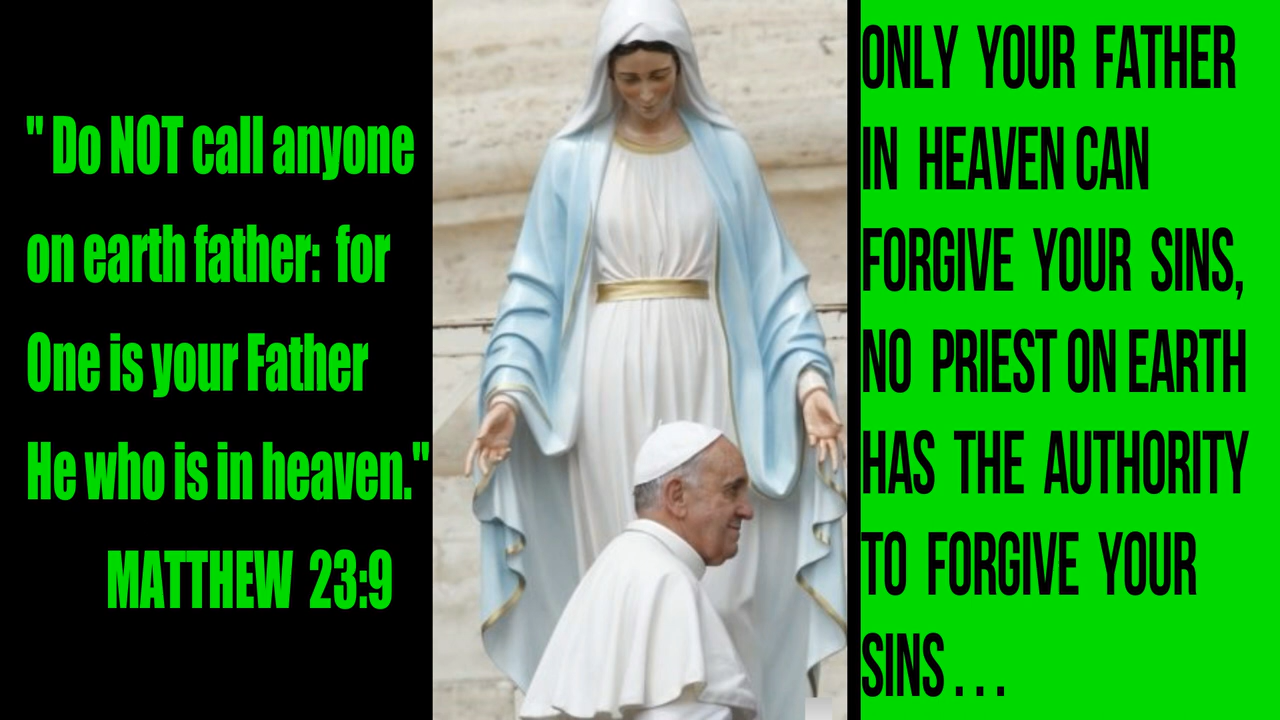 " Do NOT call anyone
on earth father: for
One is your Father
He who is in heaven."
MATTHEW 23:9
ONLY YOUR FATHER
IN HEAVEN CAN
FORGIVE YOUR SINS,
NO PRIEST ON EARTH
HAS THE AUTHORITY
TO FORGIVE YOUR
SINS . . .